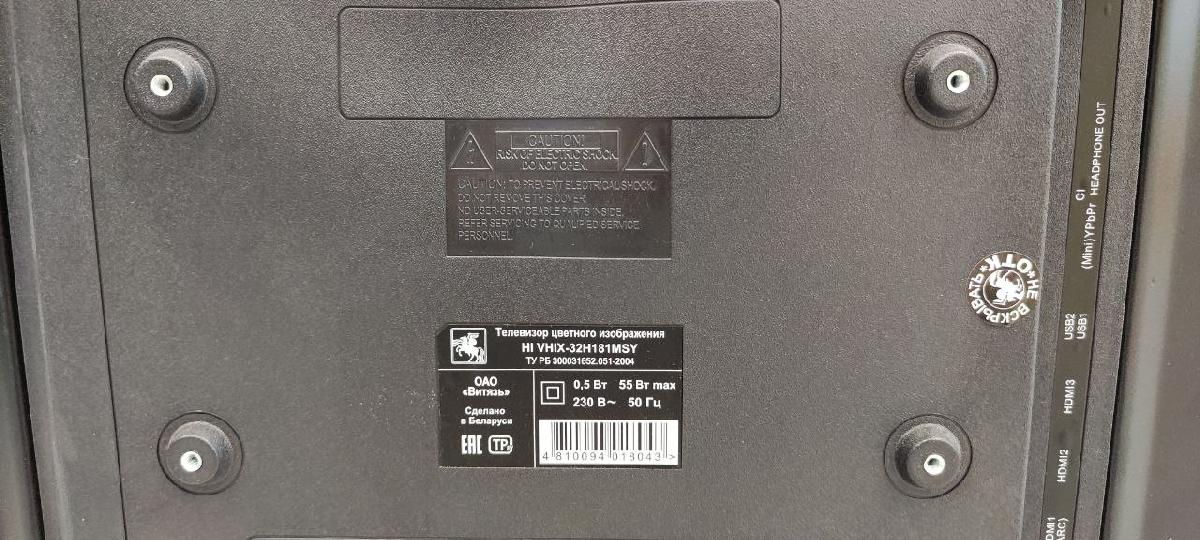 CAUTION!
RISK OF ELECTRIC SHOCK
DO NOT OPEN
CAUTION: TO PREVENT ELECTRICAL SHOCK,
DO NOT REMOVE THIS COVER.
NO USER-SERVICEABLE PARTS INSIDE.
REFER SERVICING TO QUALIFIED SERVICE
PERSONNEL.
Телевизор цветного изображения
HI VHIX-32H181MSY
ТУ РБ 300031652.051-2004
ОАО
«Витязь»
Сделано
в Беларуси
EAC
TP
0,5 Вт 55 Вт max
230 В~ 50 Гц
4 810094 018043 >
HEADPHONE OUT
CI
(Mini)YPbPr
ОТК*НЕ ВСКРЫВАТЬ*
USB2
USB1
HDMI3
HDMI2